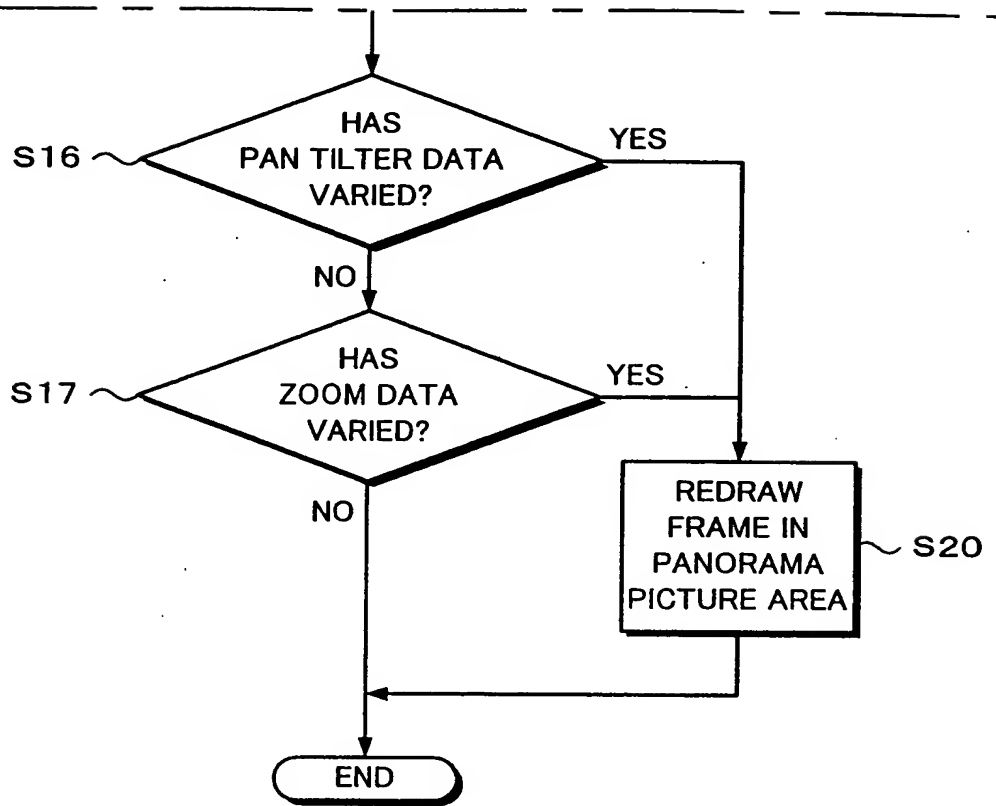 S16
HAS
PAN TILTER DATA
VARIED?
YES
NO
S17
HAS
ZOOM DATA
VARIED?
YES
NO
REDRAW
FRAME IN
PANORAMA
PICTURE AREA
S20
END